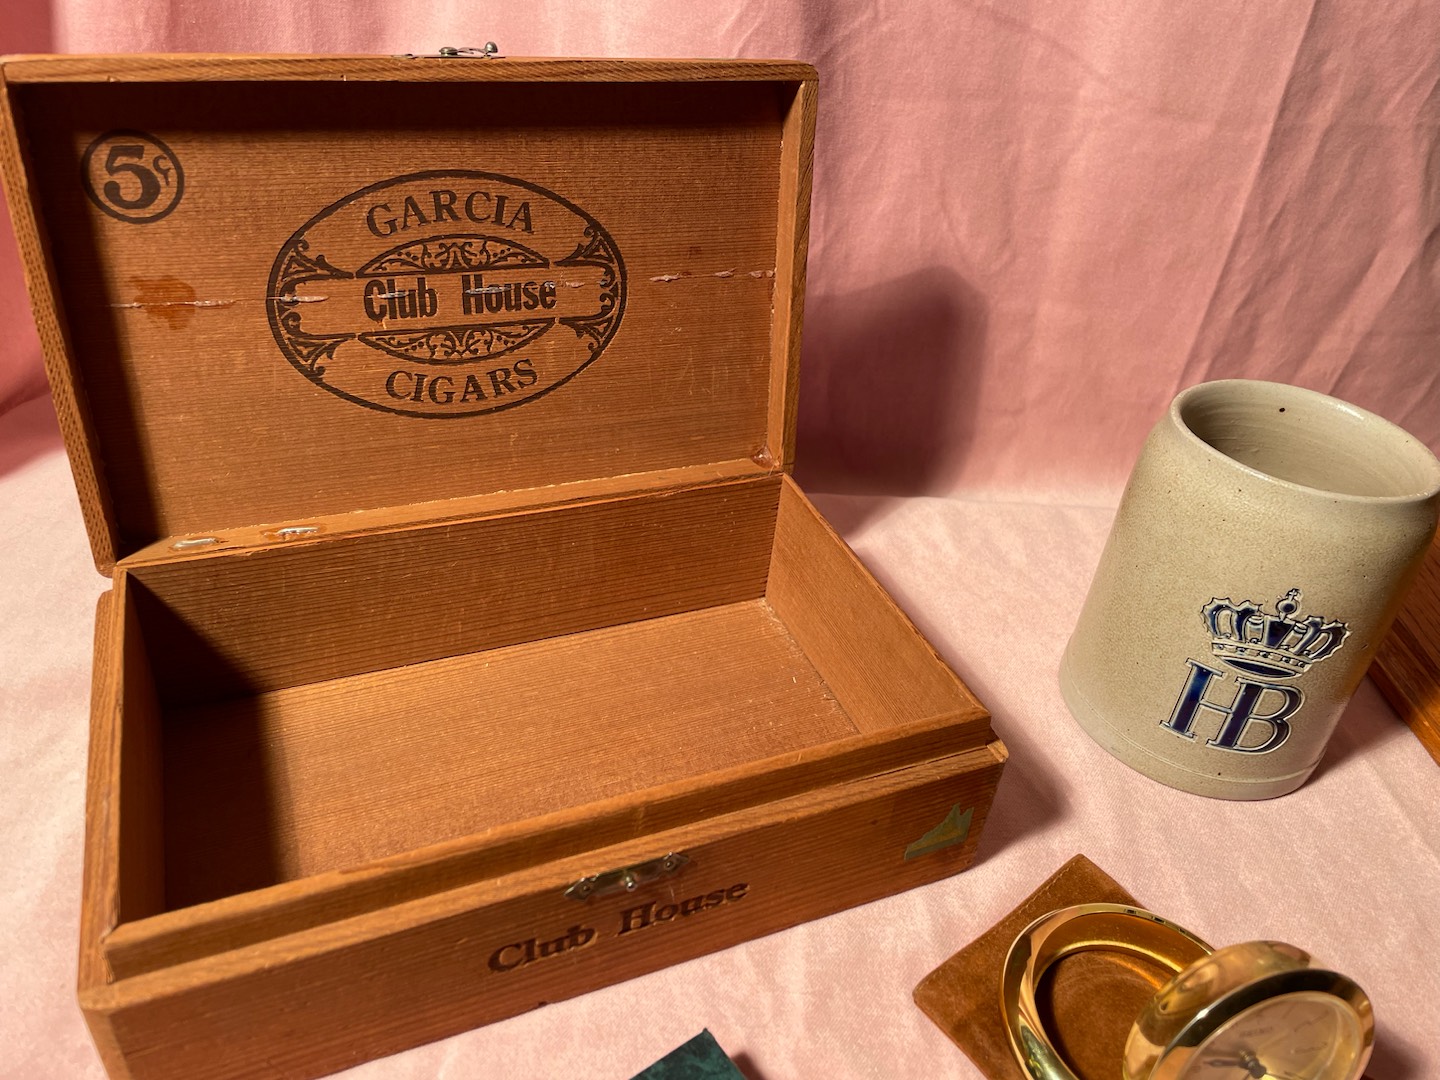 5¢
GARCIA
Club House
CIGARS
Club House
HB